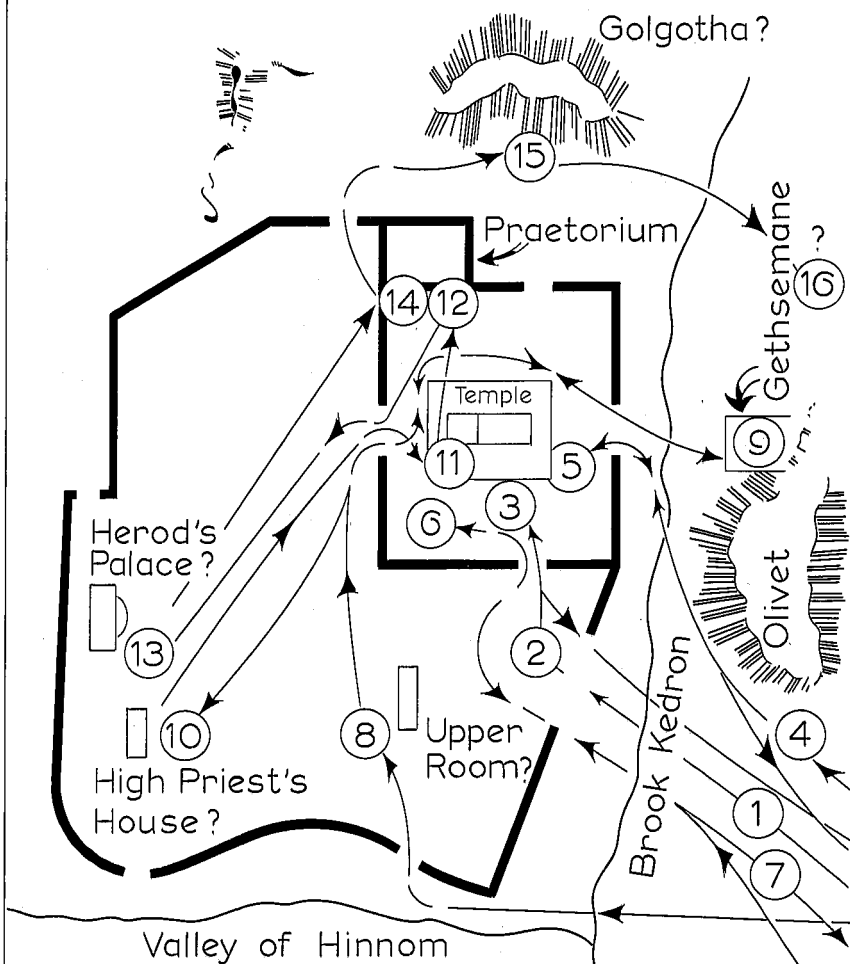 Golgotha?
15
Praetorium
Gethsemane ?
16
14
12
Temple
9
11
5
3
6
Herod's
Palace?
Olivet
13
2
10
8
Upper
Room?
4
Brook Kedron
High Priest's
House?
1
7
Valley of Hinnom